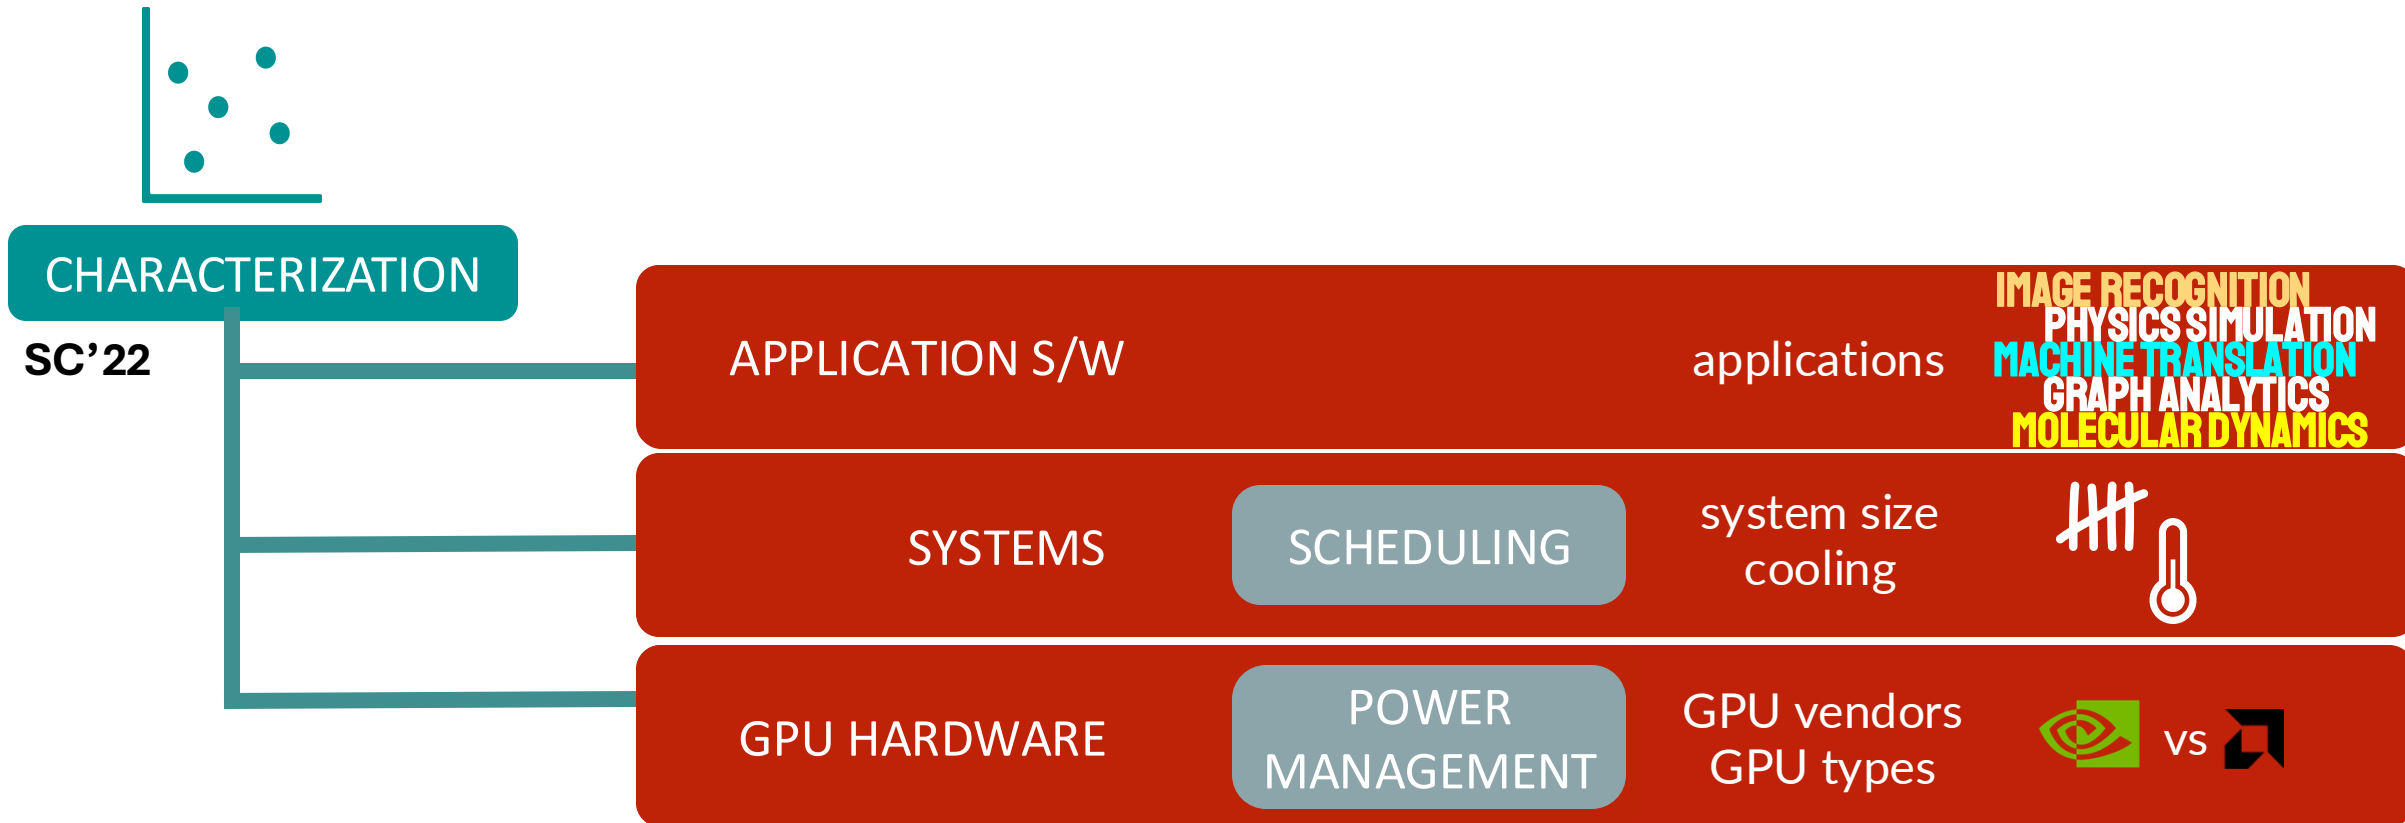 CHARACTERIZATION
SC’22
APPLICATION S/W
applications
IMAGE RECOGNITION
PHYSICS SIMULATION
MACHINE TRANSLATION
GRAPH ANALYTICS
MOLECULAR DYNAMICS
SYSTEMS
SCHEDULING
system size
cooling
GPU HARDWARE
POWER
MANAGEMENT
GPU vendors
GPU types
vs